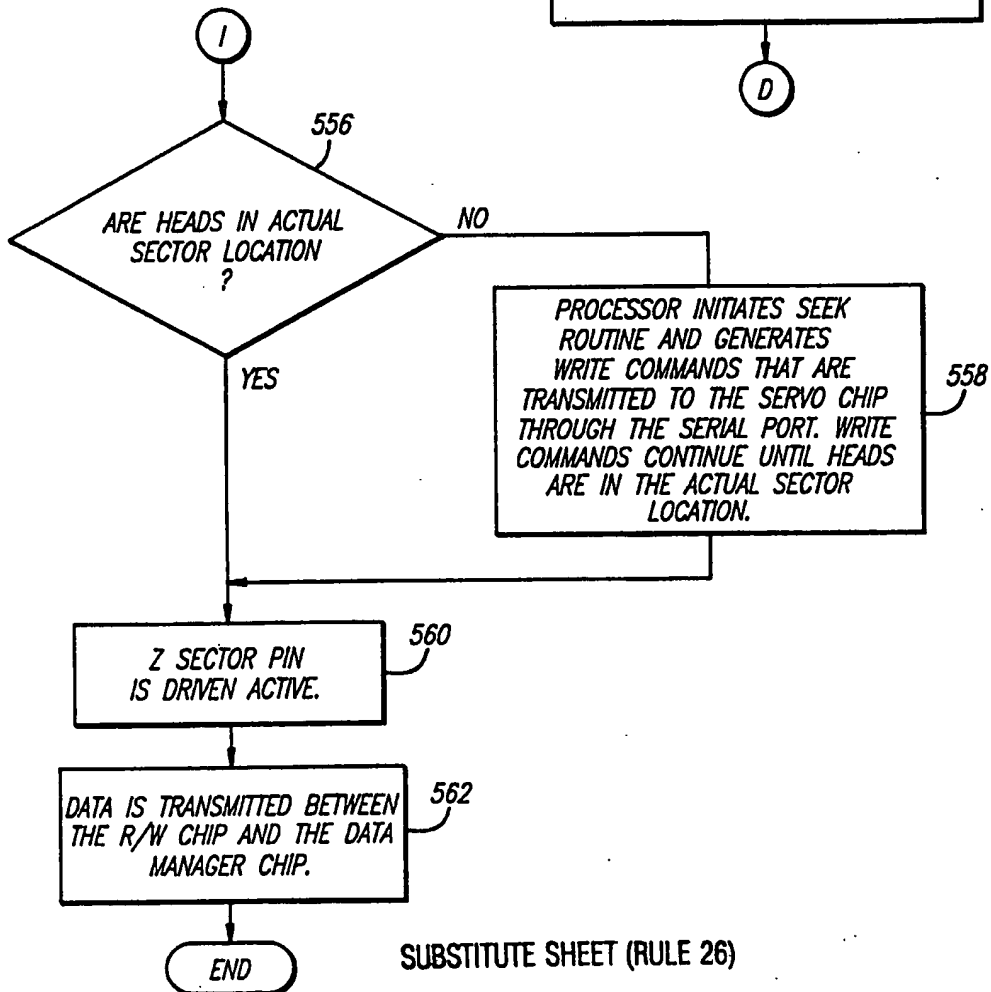 I
D
556
ARE HEADS IN ACTUAL
SECTOR LOCATION
?
NO
YES
PROCESSOR INITIATES SEEK
ROUTINE AND GENERATES
WRITE COMMANDS THAT ARE
TRANSMITTED TO THE SERVO CHIP
THROUGH THE SERIAL PORT. WRITE
COMMANDS CONTINUE UNTIL HEADS
ARE IN THE ACTUAL SECTOR
LOCATION.
558
Z SECTOR PIN
IS DRIVEN ACTIVE.
560
DATA IS TRANSMITTED BETWEEN
THE R/W CHIP AND THE DATA
MANAGER CHIP.
562
END
SUBSTITUTE SHEET (RULE 26)